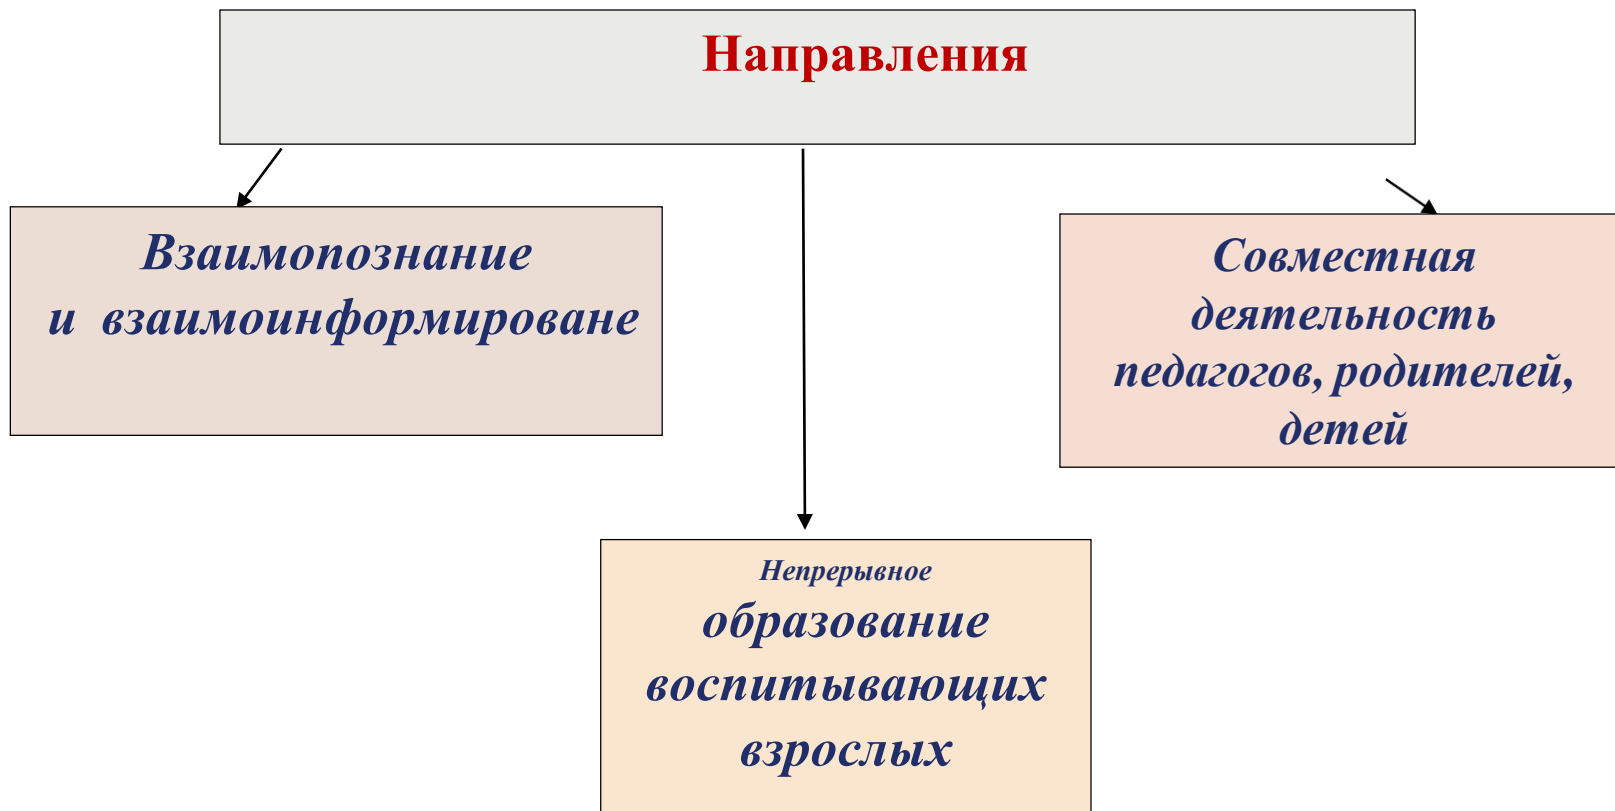 Направления
Взаимопознание
и взаимоинформироване
Совместная
деятельность
педагогов, родителей,
детей
Непрерывное
образование
воспитывающих
взрослых